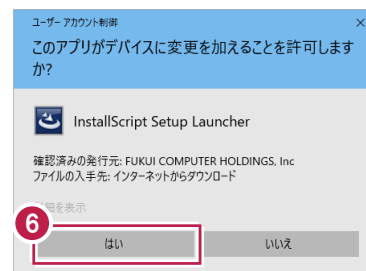 ユーザー アカウント制御
×
このアプリがデバイスに変更を加えることを許可します
か?
InstallScript Setup Launcher
確認済みの発行元: FUKUI COMPUTER HOLDINGS, Inc
ファイルの入手先: インターネットからダウンロード
細を表示
6
はい
いいえ